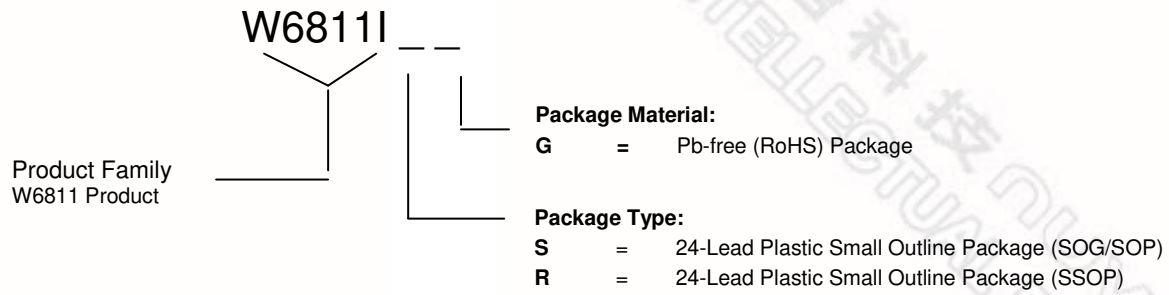 W6811I _ _
Package Material:
G = Pb-free (RoHS) Package
Product Family
W6811 Product
Package Type:
S = 24-Lead Plastic Small Outline Package (SOG/SOP)
R = 24-Lead Plastic Small Outline Package (SSOP)